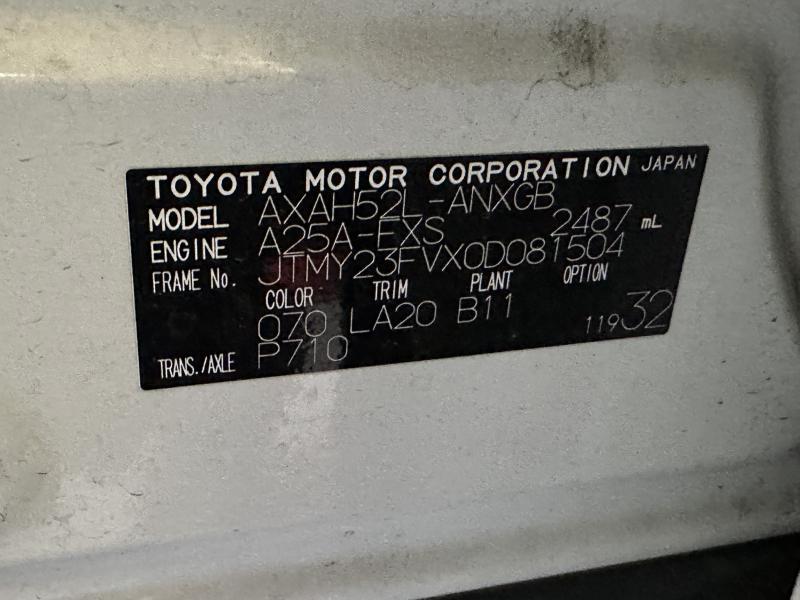 TOYOTA MOTOR CORPORATION JAPAN
MODEL AXAH52L-ANXGB
ENGINE A25A-FXS 2487 mL
FRAME No. JTMY23FVX0D081504
COLOR TRIM PLANT OPTION
070 LA20 B11
TRANS./AXLE P710 11932